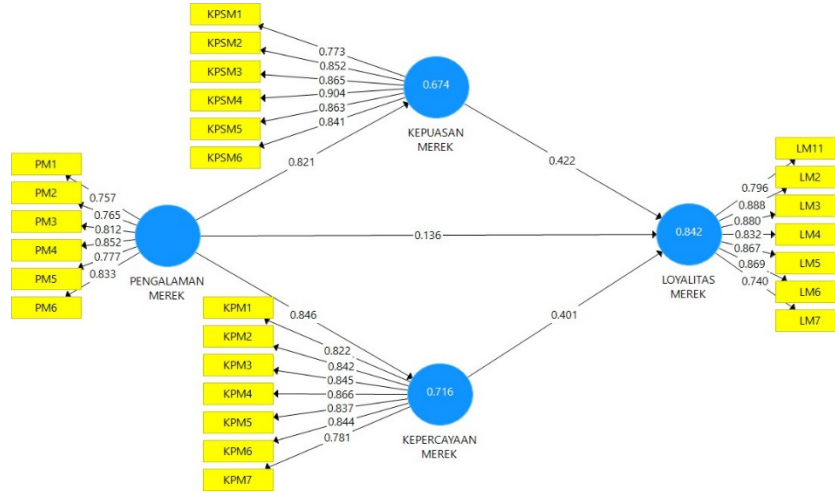 KPSM1
KPSM2
KPSM3
KPSM4
KPSM5
KPSM6
0.773
0.852
0.865
0.904
0.863
0.841
0.674
KEPUASAN
MEREK
0.821
0.422
PM1
PM2
PM3
PM4
PM5
PM6
0.757
0.765
0.812
0.852
0.777
0.833
PENGALAMAN
MEREK
0.136
0.842
LOYALITAS
MEREK
0.796
0.888
0.880
0.832
0.867
0.869
0.740
LM11
LM2
LM3
LM4
LM5
LM6
LM7
0.846
0.401
KPM1
KPM2
KPM3
KPM4
KPM5
KPM6
KPM7
0.822
0.842
0.845
0.866
0.837
0.844
0.781
0.716
KEPERCAYAAN
MEREK